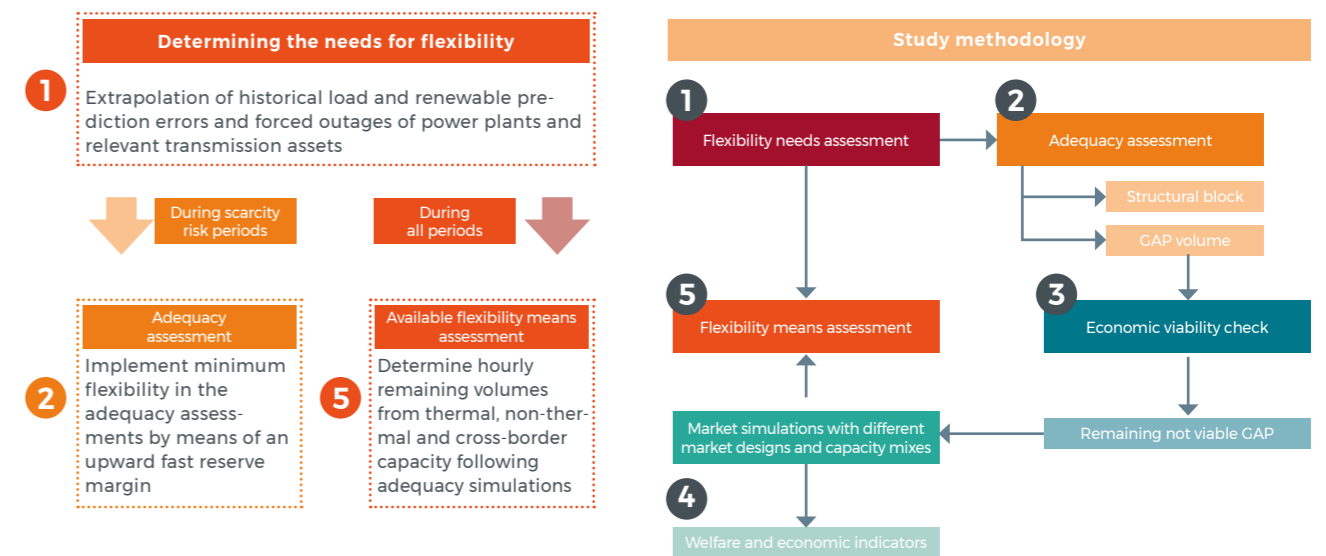 Determining the needs for flexibility
1
Extrapolation of historical load and renewable pre-
diction errors and forced outages of power plants and
relevant transmission assets
During scarcity
risk periods
During
all periods
2
Adequacy
assessment
Implement minimum
flexibility in the
adequacy assess-
ments by means of an
upward fast reserve
margin
5
Available flexibility means
assessment
Determine hourly
remaining volumes
from thermal, non-ther-
mal and cross-border
capacity following
adequacy simulations
Study methodology
1
Flexibility needs assessment
2
Adequacy assessment
Structural block
GAP volume
3
Economic viability check
5
Flexibility means assessment
Remaining not viable GAP
Market simulations with different
market designs and capacity mixes
4
Welfare and economic indicators